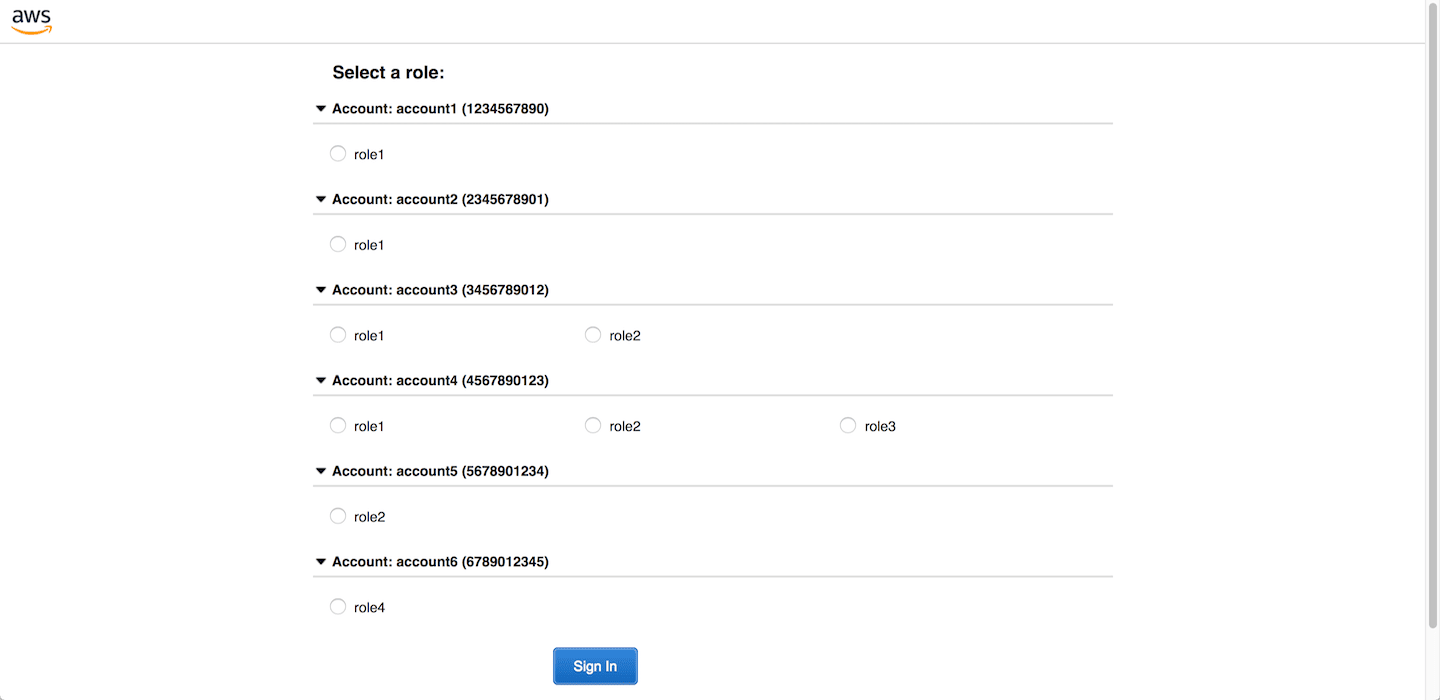 aws
Select a role:
Account: account1 (1234567890)
role1
Account: account2 (2345678901)
role1
Account: account3 (3456789012)
role1 role2
Account: account4 (4567890123)
role1 role2 role3
Account: account5 (5678901234)
role2
Account: account6 (6789012345)
role4
Sign In